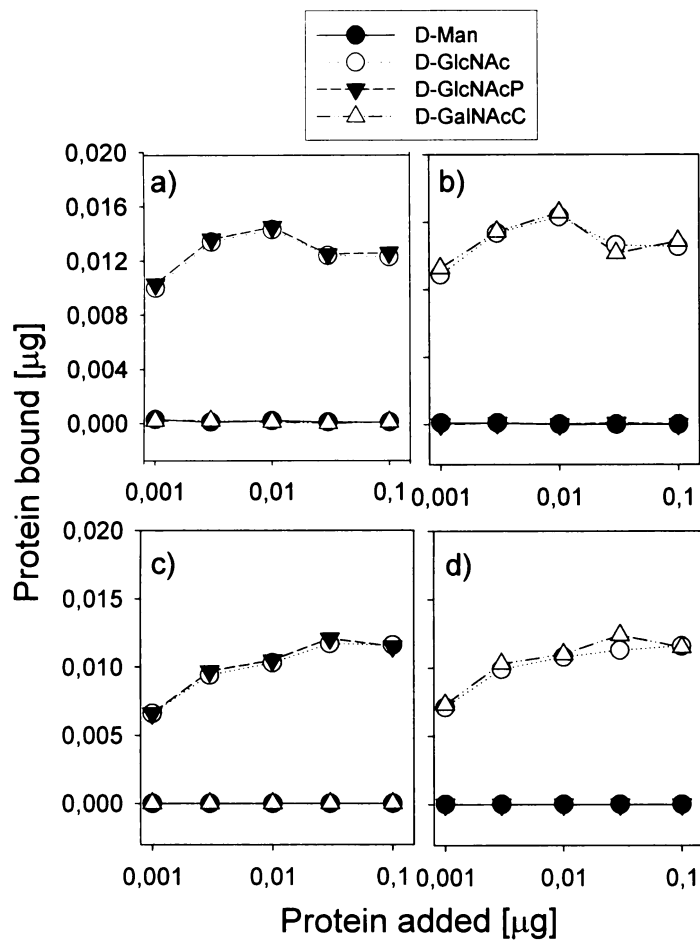 D-Man
D-GlcNAc
D-GlcNAcP
D-GalNAcC
a)
b)
0,020
0,016
0,012
0,008
0,004
0,000
0,001
0,01
0,1
0,001
0,01
0,1
c)
d)
0,020
0,015
0,010
0,005
0,000
0,001
0,01
0,1
0,001
0,01
0,1
Protein bound [µg]
Protein added [µg]